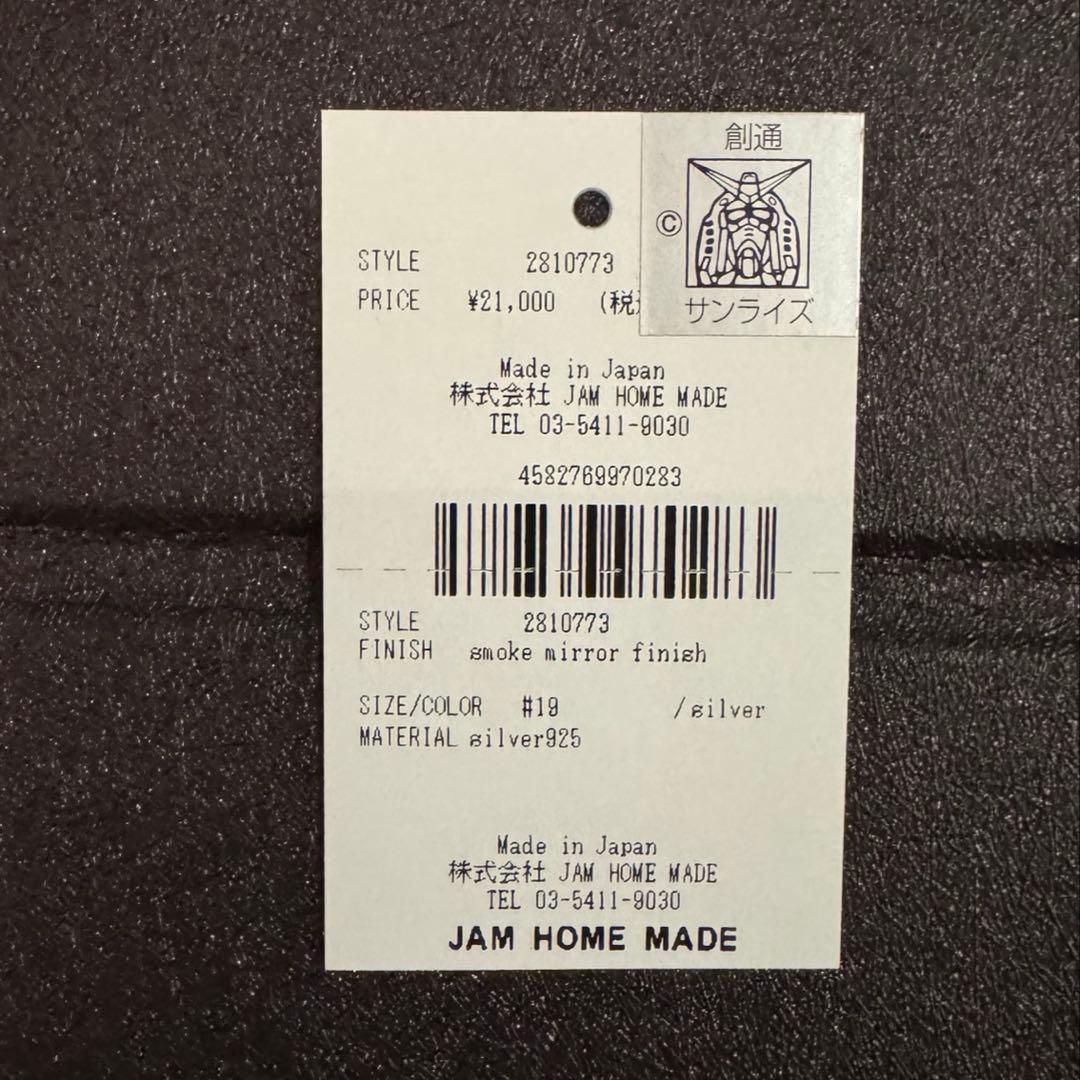 創通
©
サンライズ
STYLE 2810773
PRICE ¥21,000 (税
Made in Japan
株式会社 JAM HOME MADE
TEL 03-5411-9030
4582769970283
STYLE 2810773
FINISH smoke mirror finish
SIZE/COLOR #19 /silver
MATERIAL silver925
Made in Japan
株式会社 JAM HOME MADE
TEL 03-5411-9030
JAM HOME MADE